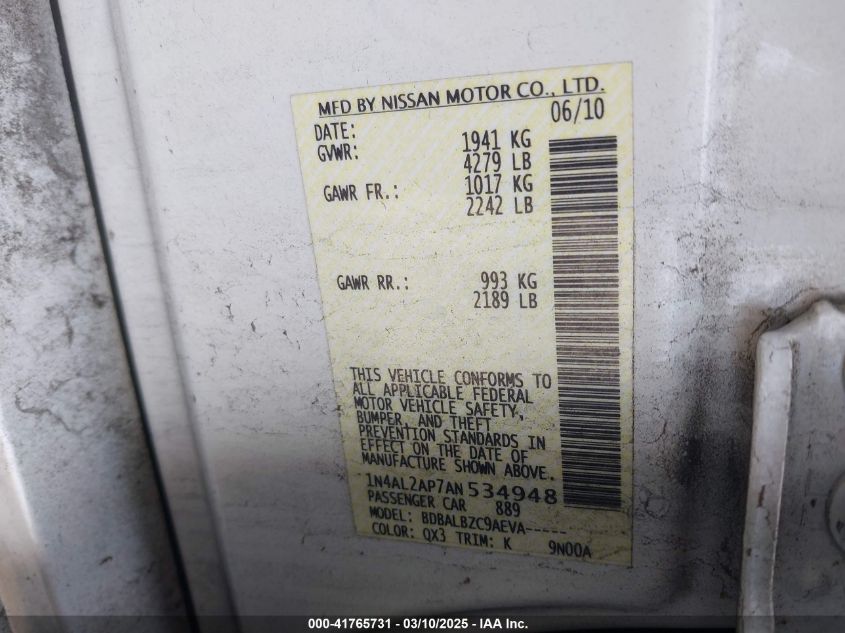 MFD BY NISSAN MOTOR CO., LTD.
DATE: 06/10
GVWR: 1941 KG
4279 LB
GAWR FR.: 1017 KG
2242 LB
GAWR RR.: 993 KG
2189 LB
THIS VEHICLE CONFORMS TO
ALL APPLICABLE FEDERAL
MOTOR VEHICLE SAFETY,
BUMPER, AND THEFT
PREVENTION STANDARDS IN
EFFECT ON THE DATE OF
MANUFACTURE SHOWN ABOVE.
1N4AL2AP7AN534948
PASSENGER CAR 889
MODEL: BDBALBZC9AEVA-----
COLOR: QX3 TRIM: K 9N00A
000-41765731 - 03/10/2025 - IAA Inc.